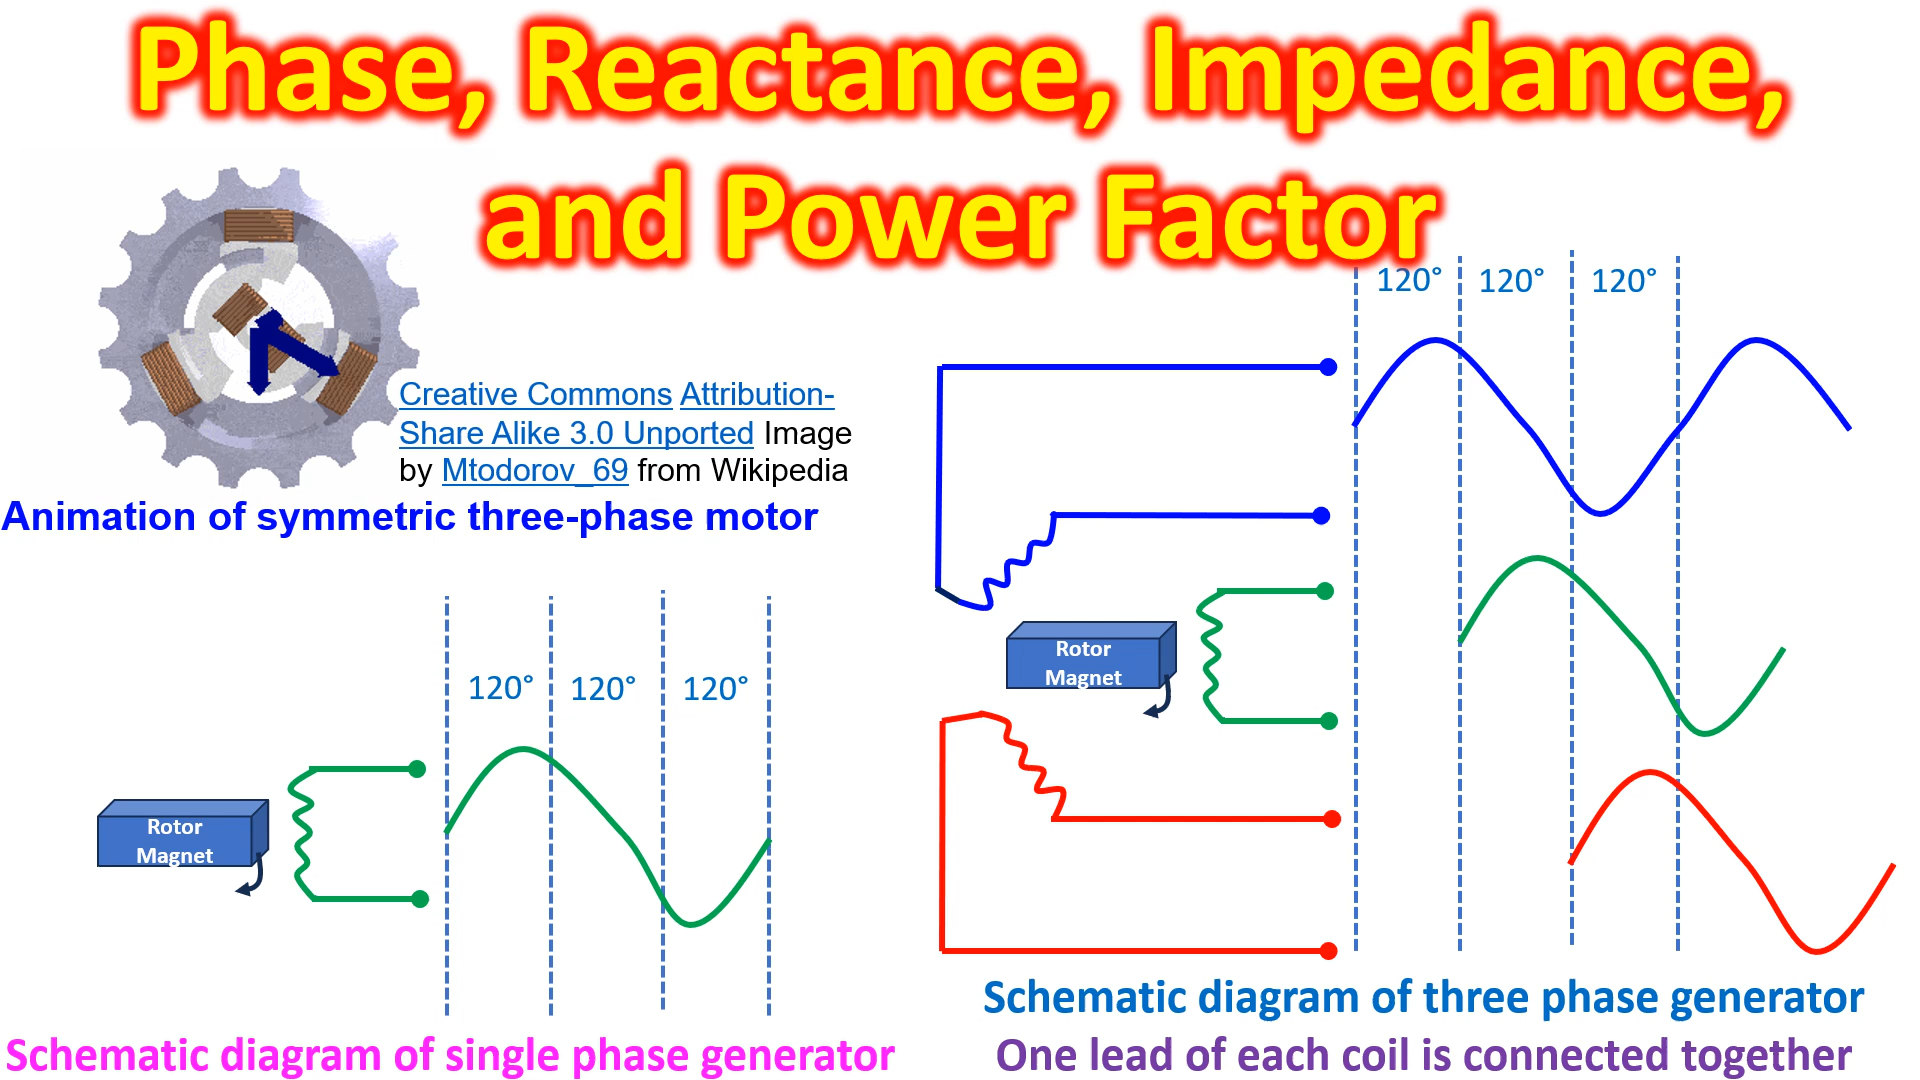 Phase, Reactance, Impedance,
and Power Factor
Creative Commons Attribution-
Share Alike 3.0 Unported Image
by Mtodorov_69 from Wikipedia
Animation of symmetric three-phase motor
120° 120° 120°
Rotor
Magnet
Schematic diagram of single phase generator
120° 120° 120°
Rotor
Magnet
Schematic diagram of three phase generator
One lead of each coil is connected together